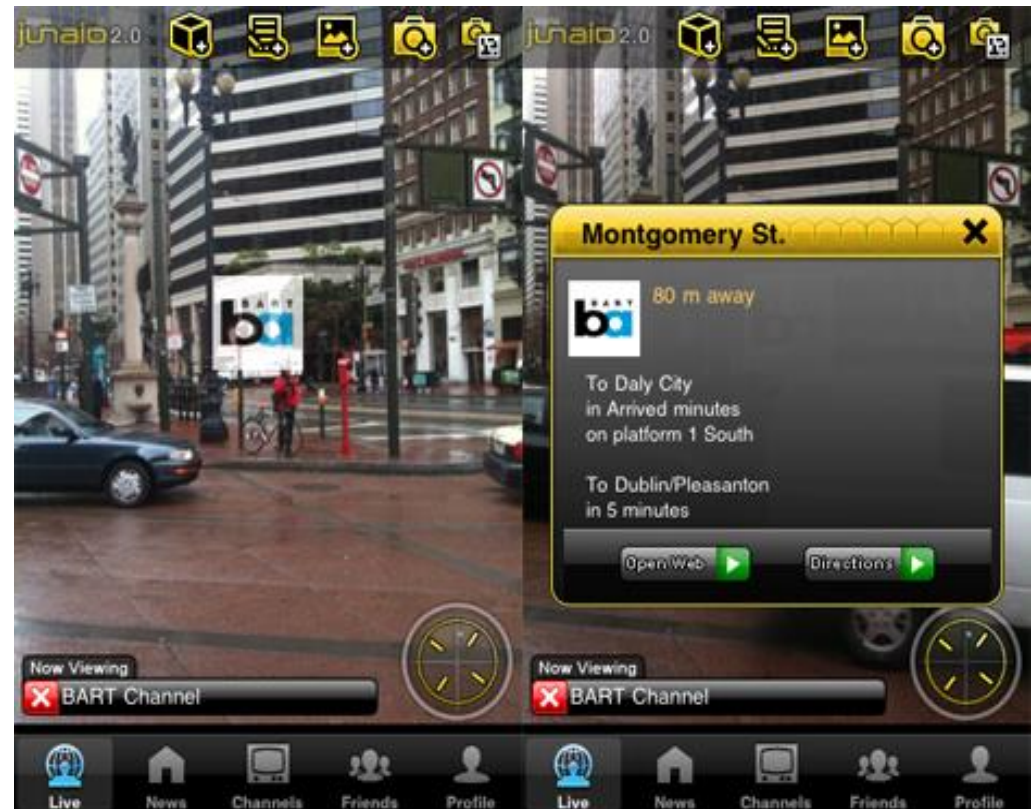 junaio 2.0
BART
ba
Now Viewing
BART Channel
Live News Channels Friends Profile
junaio 2.0
Montgomery St.
BART
ba
80 m away
To Daly City
in Arrived minutes
on platform 1 South
To Dublin/Pleasanton
in 5 minutes
Open Web
Directions
Now Viewing
BART Channel
Live News Channels Friends Profile